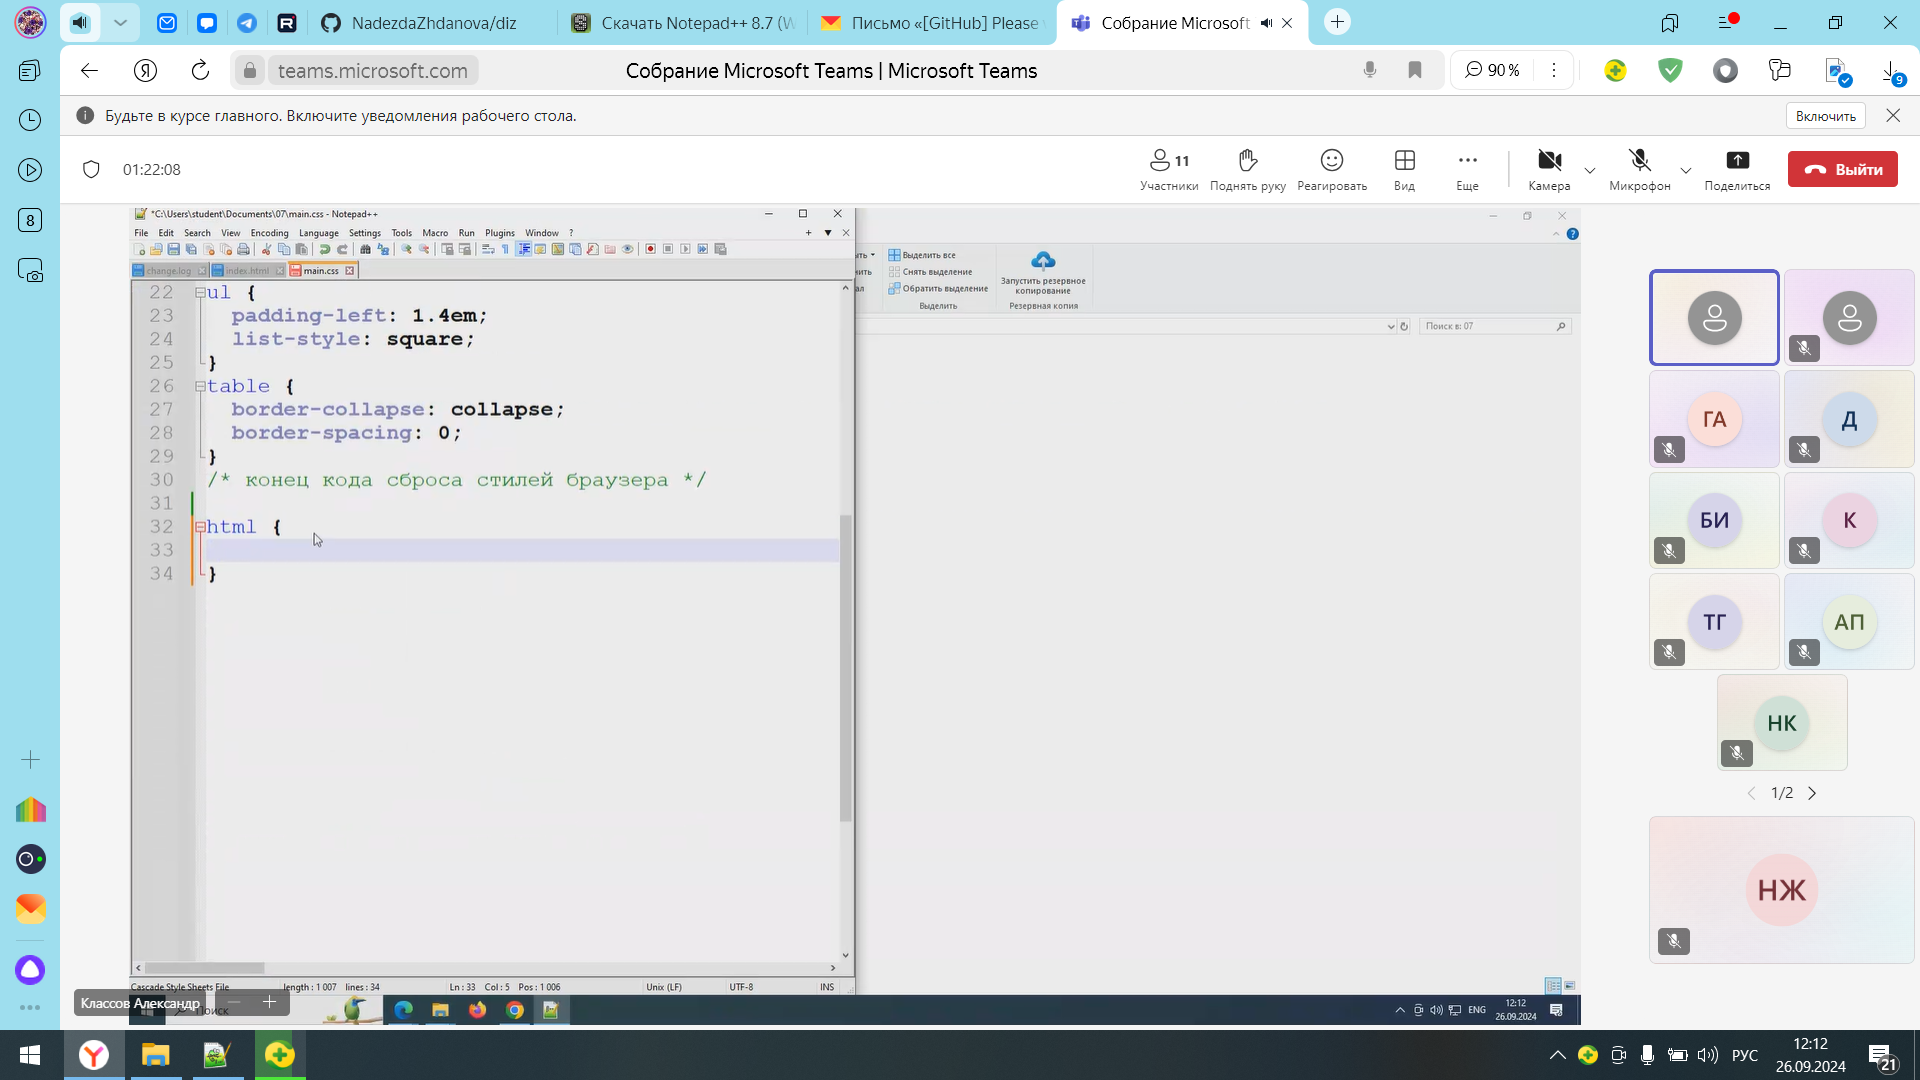 NadezdaZhdanova/diz
Скачать Notepad++ 8.7 (W
Письмо «[GitHub] Please
Собрание Microsoft
teams.microsoft.com
Собрание Microsoft Teams | Microsoft Teams
90 %
9
Будьте в курсе главного. Включите уведомления рабочего стола.
Включить
8
01:22:08
11
Участники
Поднять руку
Реагировать
Вид
Еще
Камера
Микрофон
Поделиться
Выйти
*C:\Users\student\Documents\07\main.css - Notepad++
File Edit Search View Encoding Language Settings Tools Macro Run Plugins Window ?
change.log index.html main.css
Выделить все
Снять выделение
Обратить выделение
Выделить
Запустить резервное копирование
Резервная копия
Поиск в: 07
22 ul {
23 padding-left: 1.4em;
24 list-style: square;
25 }
26 table {
27 border-collapse: collapse;
28 border-spacing: 0;
29 }
30 /* конец кода сброса стилей браузера */
31
32 html {
33
34 }
Cascade Style Sheets File length : 1 007 lines : 34 Ln : 33 Col : 5 Pos : 1 006 Unix (LF) UTF-8 INS
Классов Александр
Поиск
ENG
12:12
26.09.2024
ГА
Д
БИ
К
ТГ
АП
НК
1/2
НЖ
РУС
12:12
26.09.2024
21